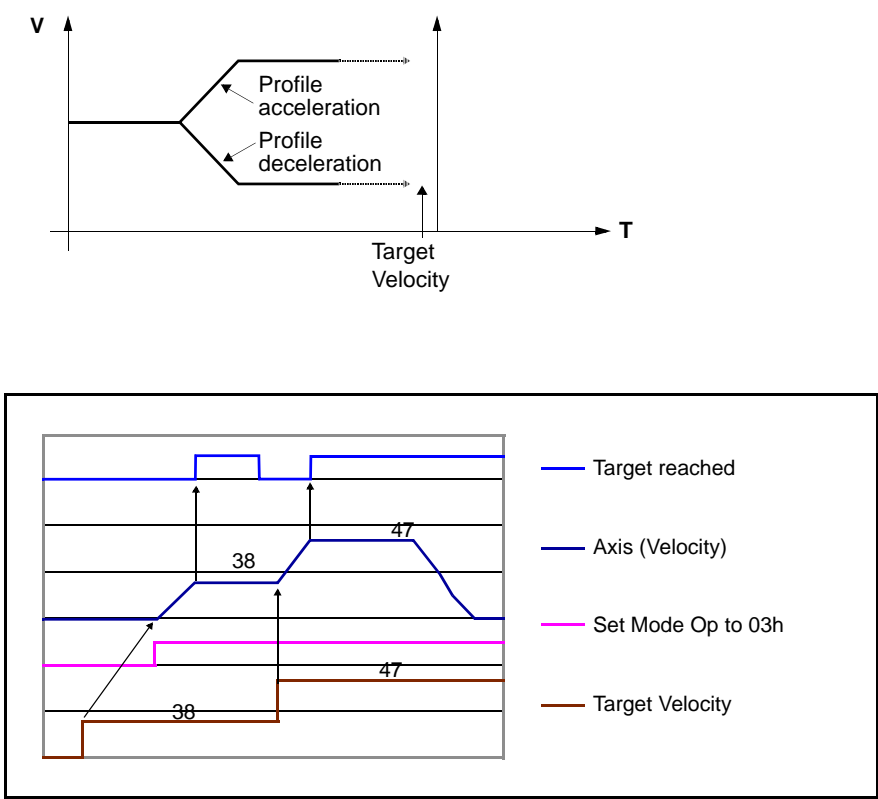 V
Profile
acceleration
Profile
deceleration
T
Target
Velocity
Target reached
47
38
Axis (Velocity)
Set Mode Op to 03h
47
38
Target Velocity